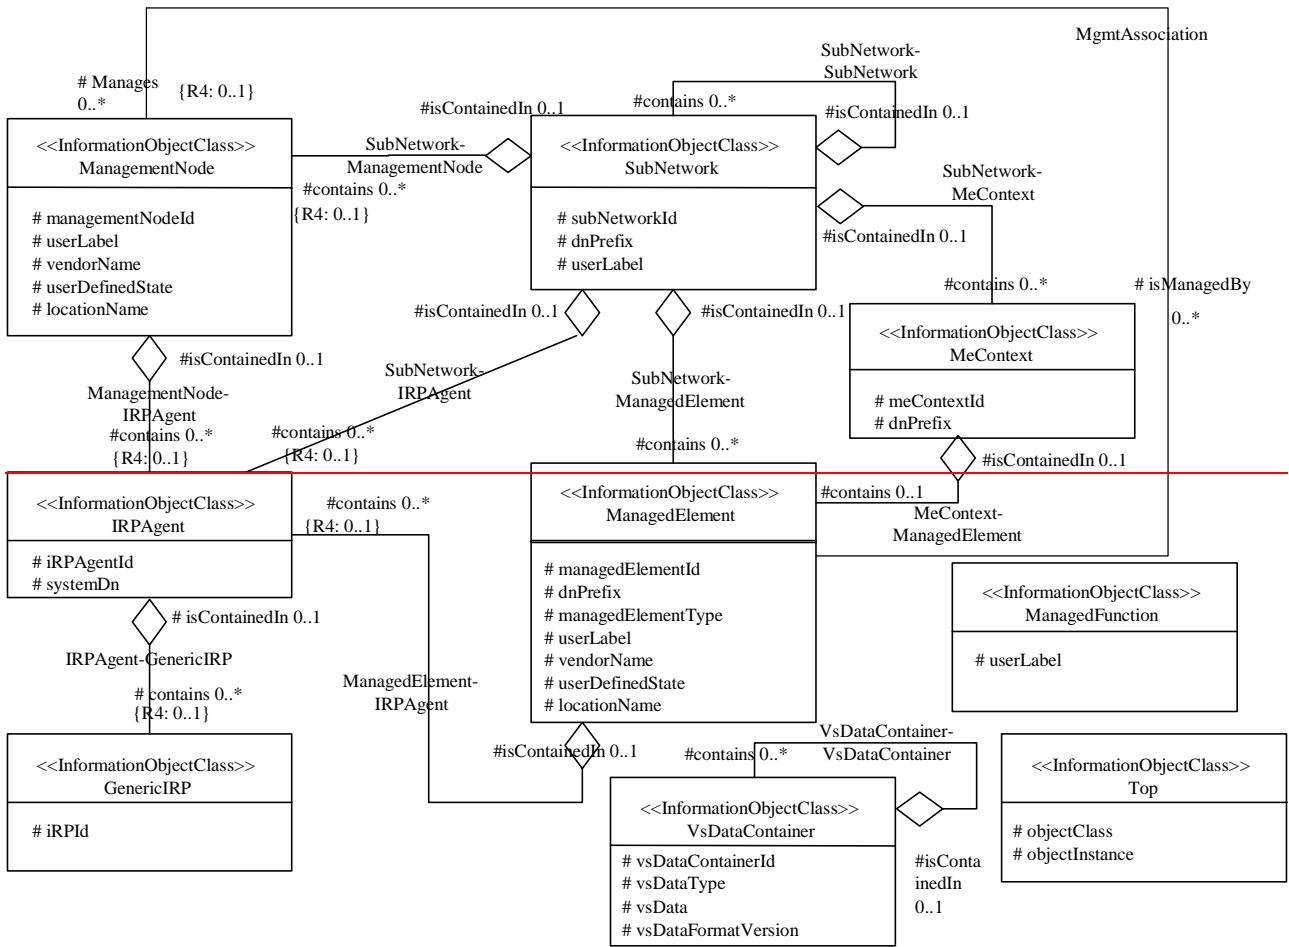 MgmtAssociation
SubNetwork-
SubNetwork
# Manages
0..*
{R4: 0..1}
#isContainedIn 0..1
#contains 0..*
#isContainedIn 0..1
<<InformationObjectClass>>
ManagementNode
# managementNodeId
# userLabel
# vendorName
# userDefinedState
# locationName
SubNetwork-
ManagementNode
#contains 0..*
{R4: 0..1}
<<InformationObjectClass>>
SubNetwork
# subNetworkId
# dnPrefix
# userLabel
SubNetwork-
MeContext
#isContainedIn 0..1
#contains 0..*
# isManagedBy
0..*
#isContainedIn 0..1
#isContainedIn 0..1
<<InformationObjectClass>>
MeContext
# meContextId
# dnPrefix
#isContainedIn 0..1
ManagementNode-
IRPAgent
#contains 0..*
{R4: 0..1}
SubNetwork-
IRPAgent
#contains 0..*
{R4: 0..1}
SubNetwork-
ManagedElement
#contains 0..*
#isContainedIn 0..1
#contains 0..1
MeContext-
ManagedElement
<<InformationObjectClass>>
IRPAgent
# iRPAgentId
# systemDn
#contains 0..*
{R4: 0..1}
<<InformationObjectClass>>
ManagedElement
# managedElementId
# dnPrefix
# managedElementType
# userLabel
# vendorName
# userDefinedState
# locationName
<<InformationObjectClass>>
ManagedFunction
# userLabel
# isContainedIn 0..1
IRPAgent-GenericIRP
# contains 0..*
{R4: 0..1}
ManagedElement-
IRPAgent
#isContainedIn 0..1
<<InformationObjectClass>>
GenericIRP
# iRPId
VsDataContainer-
VsDataContainer
#contains 0..*
<<InformationObjectClass>>
VsDataContainer
# vsDataContainerId
# vsDataType
# vsData
# vsDataFormatVersion
#isConta
inedIn
0..1
<<InformationObjectClass>>
Top
# objectClass
# objectInstance